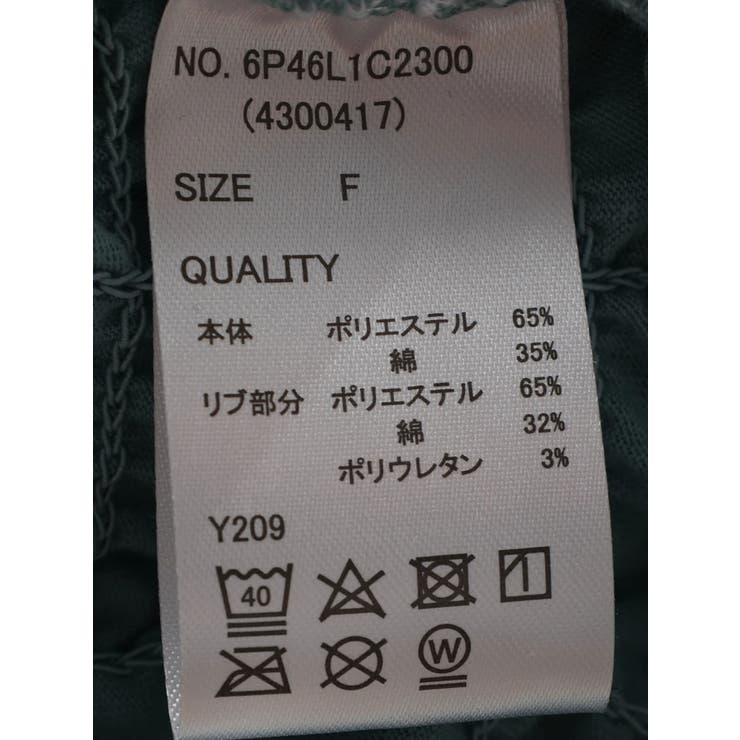 NO. 6P46L1C2300
(4300417)
SIZE F
QUALITY
本体 ポリエステル 65%
綿 35%
リブ部分 ポリエステル 65%
綿 32%
ポリウレタン 3%
Y209
40
W